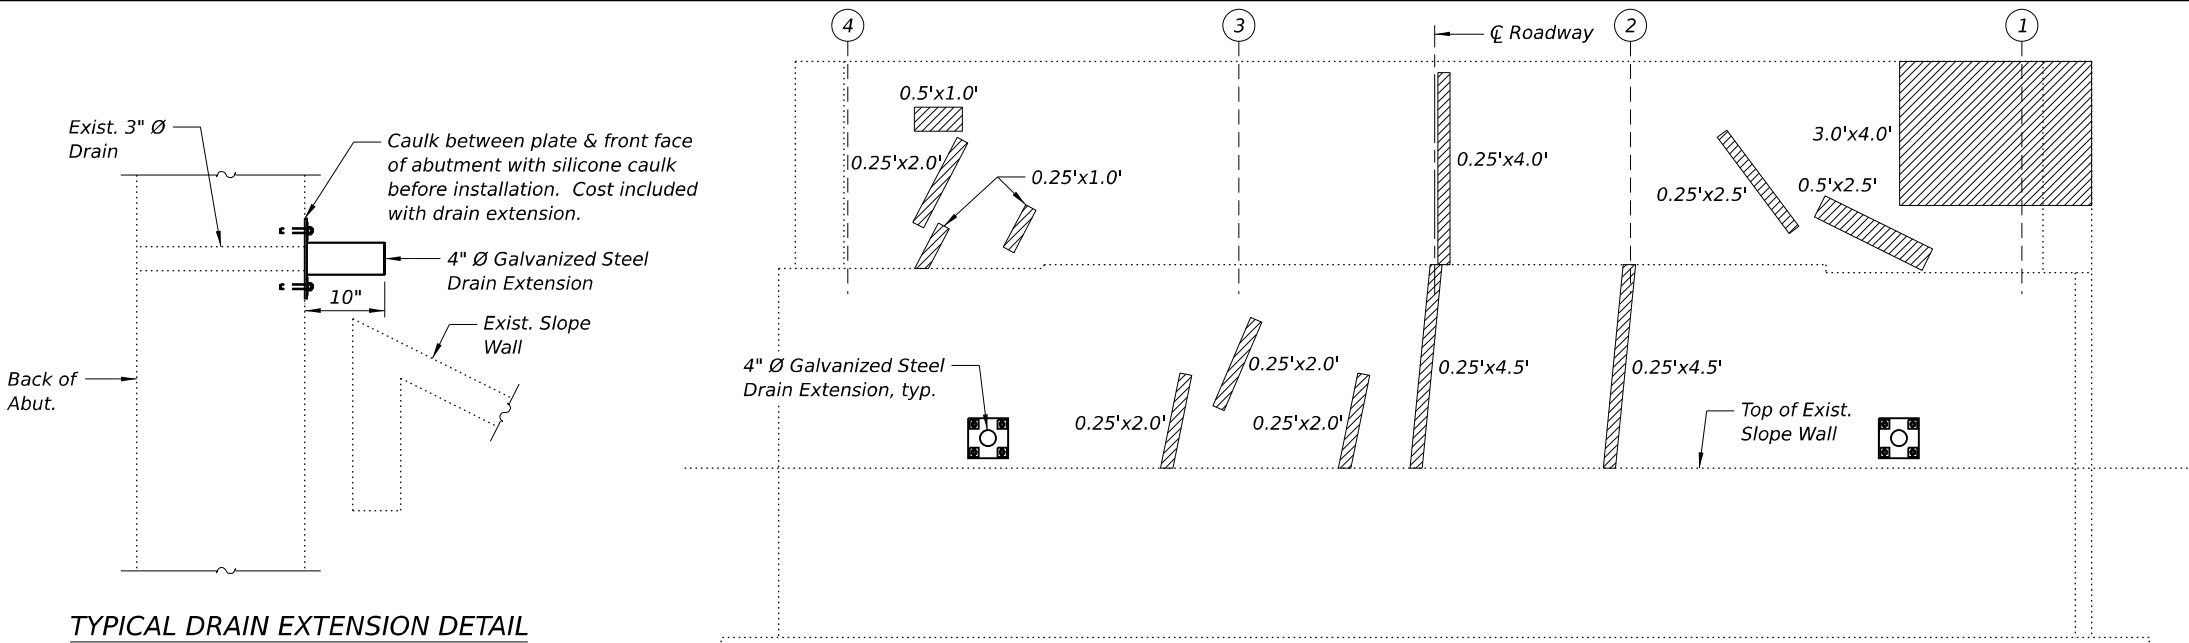 Exist. 3" Ø
Drain
Caulk between plate & front face
of abutment with silicone caulk
before installation.  Cost included
with drain extension.
4" Ø Galvanized Steel
Drain Extension
10"
Exist. Slope
Wall
Back of
Abut.
TYPICAL DRAIN EXTENSION DETAIL
4
3
℄ Roadway
2
1
0.5'x1.0'
0.25'x2.0'
0.25'x1.0'
0.25'x4.0'
0.25'x2.5'
0.5'x2.5'
3.0'x4.0'
4" Ø Galvanized Steel
Drain Extension, typ.
0.25'x2.0'
0.25'x2.0'
0.25'x2.0'
0.25'x4.5'
0.25'x4.5'
Top of Exist.
Slope Wall